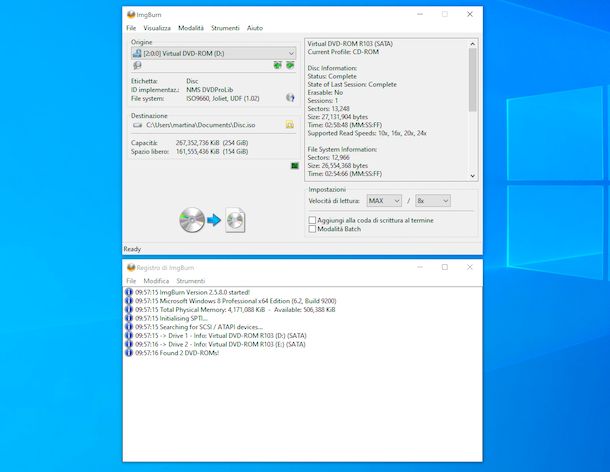 ImgBurn
File Visualizza Modalità Strumenti Aiuto
Origine
[2:0:0] Virtual DVD-ROM (D:)
Etichetta: Disc
ID implementaz.: NMS DVDProLib
File system: ISO9660, Joliet, UDF (1.02)
Destinazione
C:\Users\martina\Documents\Disc.iso
Capacità: 267,352,736 KiB (254 GiB)
Spazio libero: 161,555,436 KiB (154 GiB)
Virtual DVD-ROM R103 (SATA)
Current Profile: CD-ROM
Disc Information:
Status: Complete
State of Last Session: Complete
Erasable: No
Sessions: 1
Sectors: 13,248
Size: 27,131,904 bytes
Time: 02:58:48 (MM:SS:FF)
Supported Read Speeds: 10x, 16x, 20x, 24x
File System Information:
Sectors: 12,966
Size: 26,554,368 bytes
Time: 02:54:66 (MM:SS:FF)
Impostazioni
Velocità di lettura: MAX / 8x
Aggiungi alla coda di scrittura al termine
Modalità Batch
Ready
Registro di ImgBurn
File Modifica Strumenti
09:57:15 ImgBurn Version 2.5.8.0 started!
09:57:15 Microsoft Windows 8 Professional x64 Edition (6.2, Build 9200)
09:57:15 Total Physical Memory: 4,171,088 KiB - Available: 506,388 KiB
09:57:15 Initialising SPTI...
09:57:15 Searching for SCSI / ATAPI devices...
09:57:15 -> Drive 1 - Info: Virtual DVD-ROM R103 (D:) (SATA)
09:57:16 -> Drive 2 - Info: Virtual DVD-ROM R103 (E:) (SATA)
09:57:16 Found 2 DVD-ROMs!